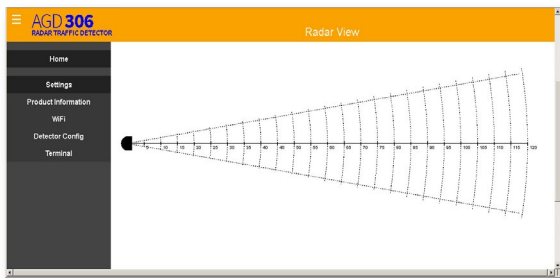 AGD 306
RADAR TRAFFIC DETECTOR
Radar View
Home
Settings
Product Information
WiFi
Detector Config
Terminal
5 10 15 20 25 30 35 40 45 50 55 60 65 70 75 80 85 90 95 100 105 110 115 120